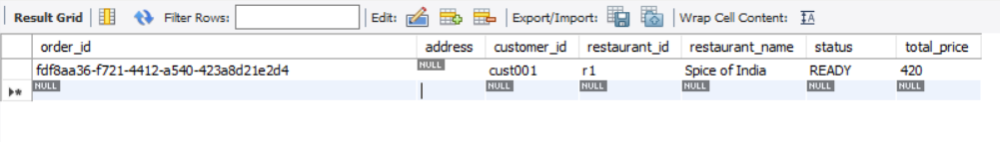 Result Grid Filter Rows: Edit: Export/Import: Wrap Cell Content: IA
order_id address customer_id restaurant_id restaurant_name status total_price
fdf8aa36-f721-4412-a540-423a8d21e2d4 NULL cust001 r1 Spice of India READY 420
NULL NULL NULL NULL NULL NULL